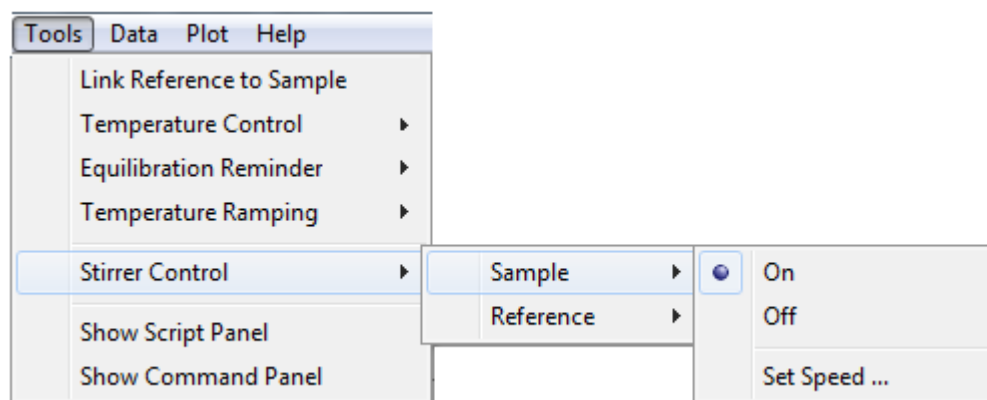 Tools Data Plot Help
Link Reference to Sample
Temperature Control
Equilibration Reminder
Temperature Ramping
Stirrer Control
Show Script Panel
Show Command Panel
Sample
Reference
On
Off
Set Speed ...